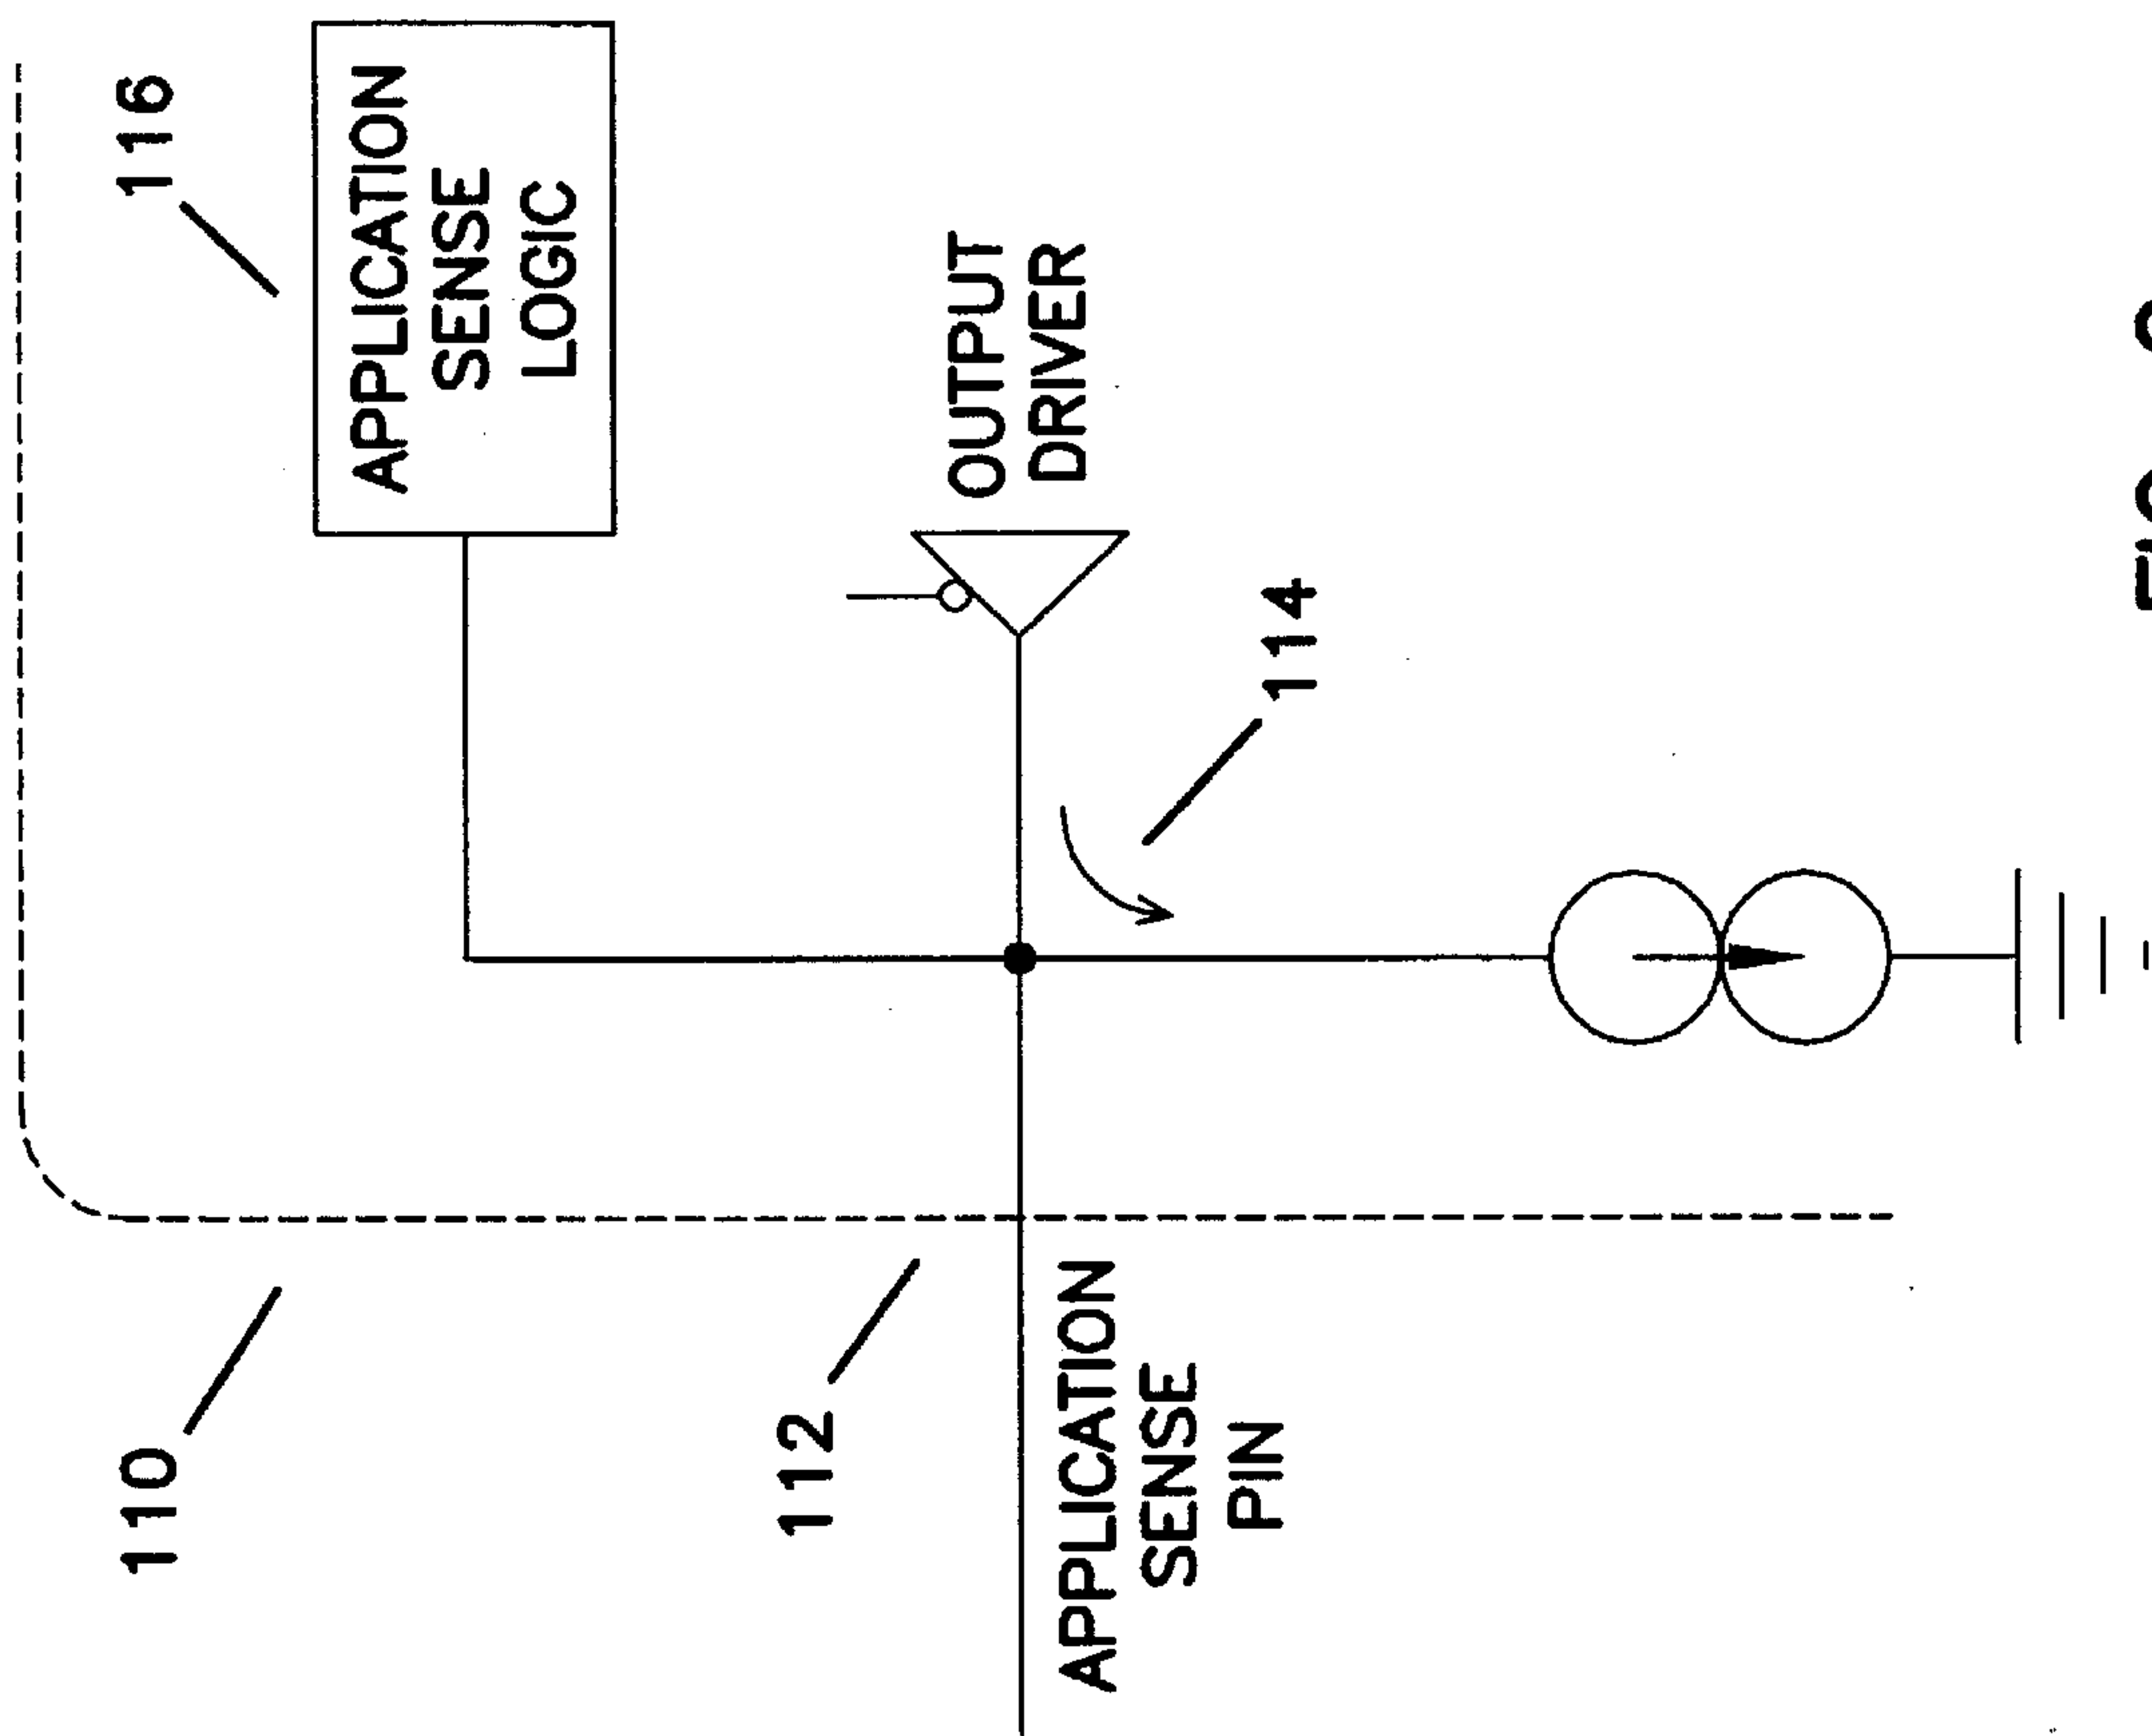 116
APPLICATION
SENSE
LOGIC
OUTPUT
DRIVER
114
110
112
APPLICATION
SENSE
PIN